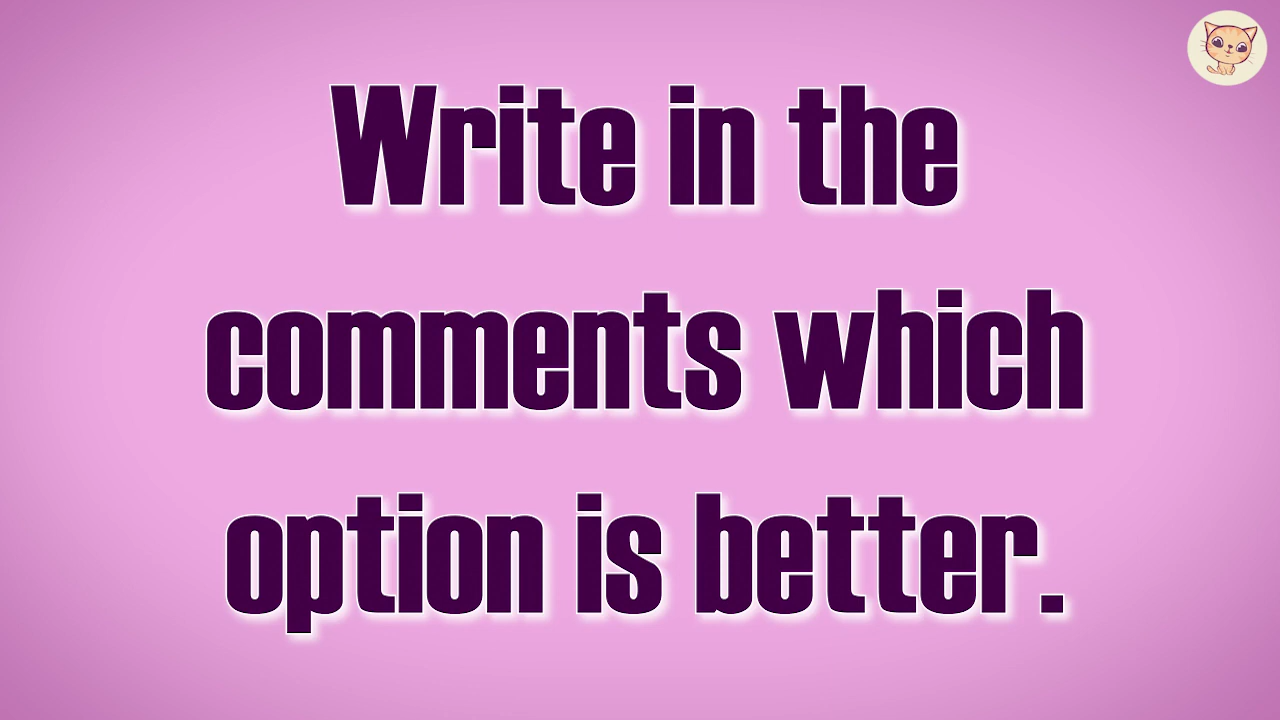 Write in the
comments which
option is better.